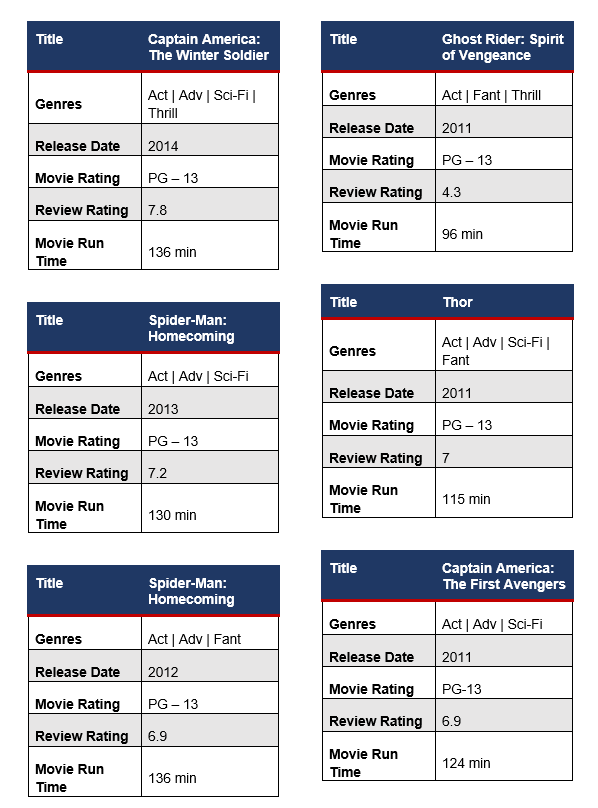 Title Captain America:
The Winter Soldier
Genres Act | Adv | Sci-Fi |
Thrill
Release Date 2014
Movie Rating PG – 13
Review Rating 7.8
Movie Run
Time 136 min
Title Spider-Man:
Homecoming
Genres Act | Adv | Sci-Fi
Release Date 2013
Movie Rating PG – 13
Review Rating 7.2
Movie Run
Time 130 min
Title Spider-Man:
Homecoming
Genres Act | Adv | Fant
Release Date 2012
Movie Rating PG – 13
Review Rating 6.9
Movie Run
Time 136 min
Title Ghost Rider: Spirit
of Vengeance
Genres Act | Fant | Thrill
Release Date 2011
Movie Rating PG – 13
Review Rating 4.3
Movie Run
Time 96 min
Title Thor
Genres Act | Adv | Sci-Fi |
Fant
Release Date 2011
Movie Rating PG – 13
Review Rating 7
Movie Run
Time 115 min
Title Captain America:
The First Avengers
Genres Act | Adv | Sci-Fi
Release Date 2011
Movie Rating PG-13
Review Rating 6.9
Movie Run
Time 124 min